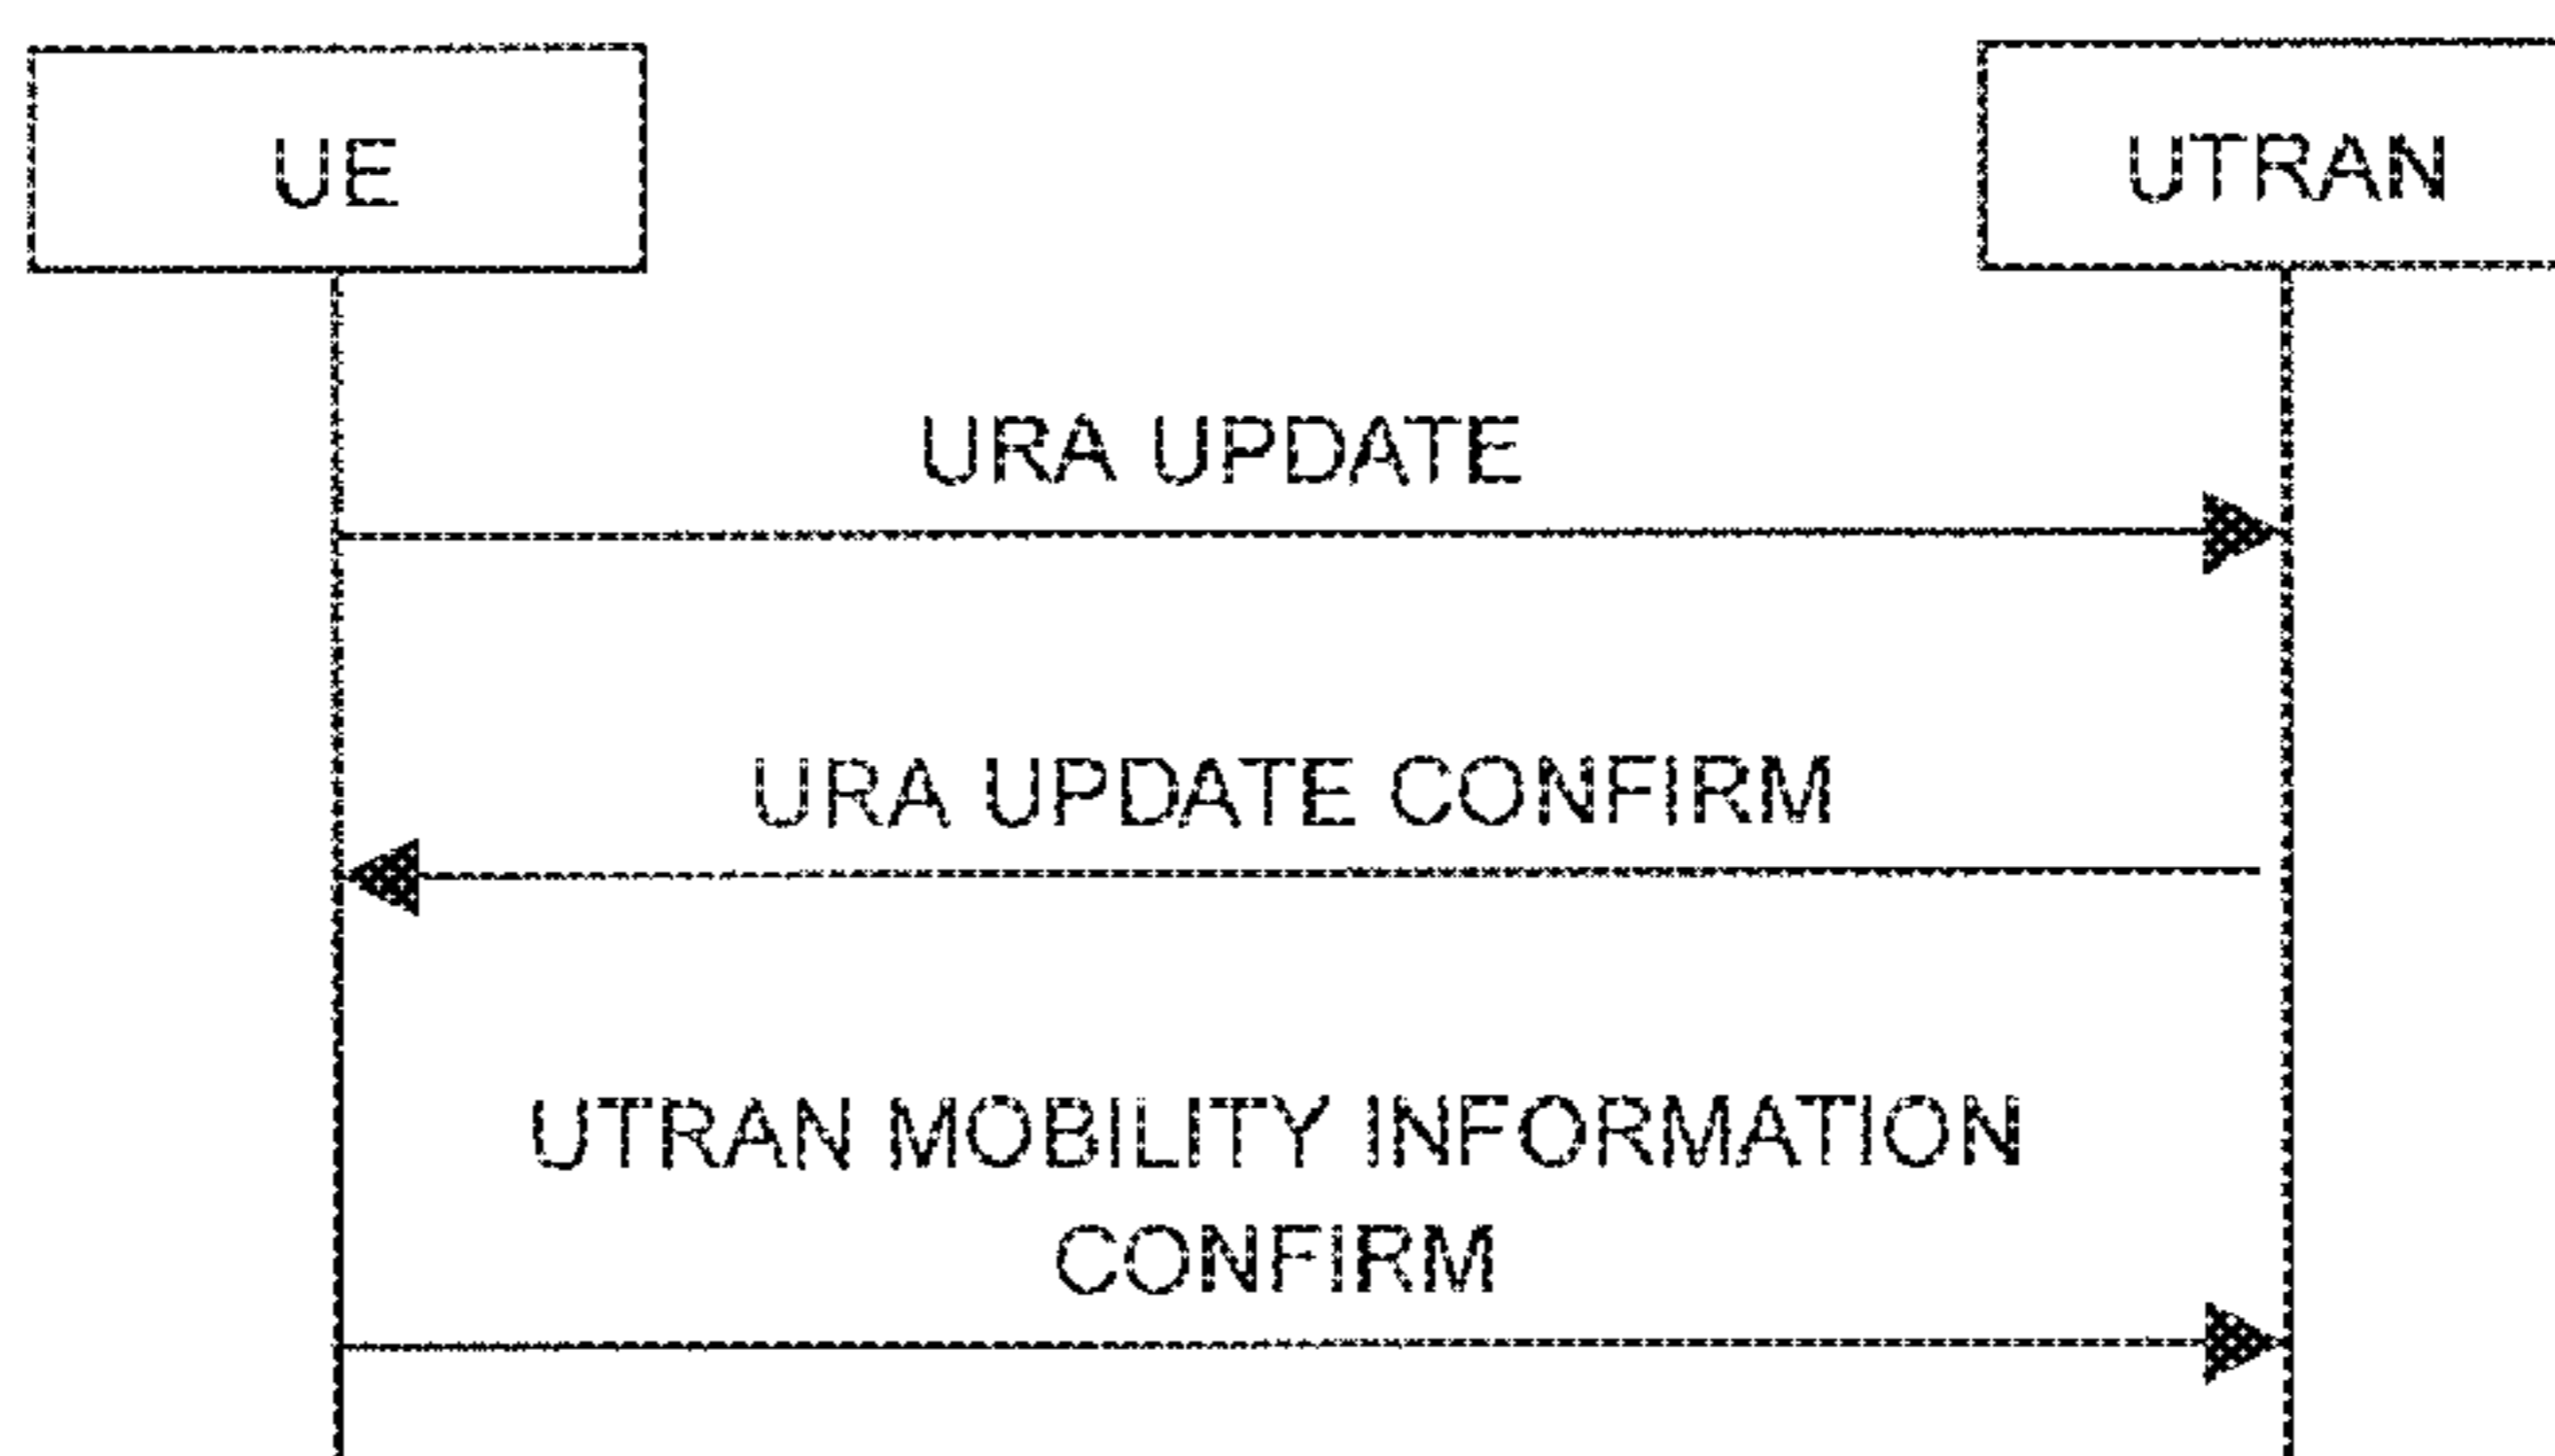 UE
UTRAN
URA UPDATE
URA UPDATE CONFIRM
UTRAN MOBILITY INFORMATION
CONFIRM